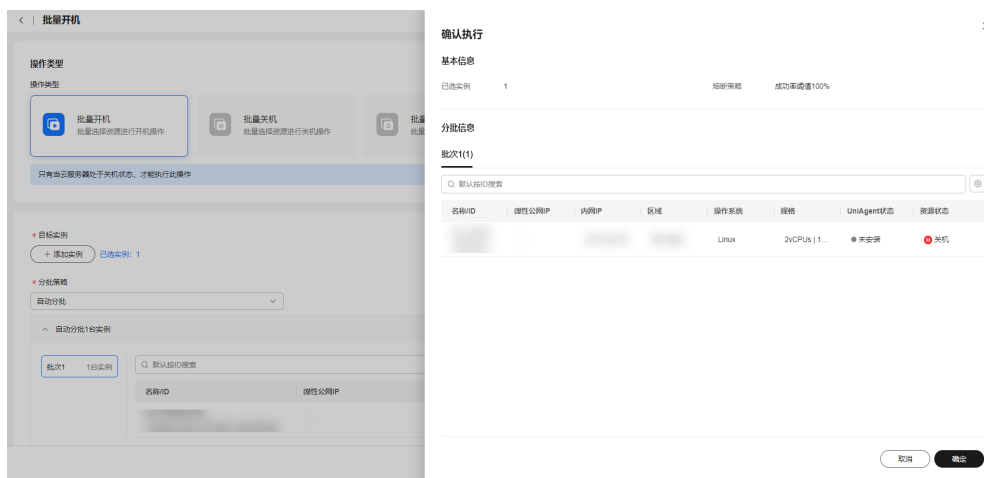 批量开机
操作类型
操作类型
批量开机
批量选择资源进行开机操作
批量关机
批量选择资源进行关机操作
只有当云服务器处于关机状态，才能执行此操作
* 目标实例
+ 添加实例
已选实例：1
* 分批策略
自动分批
自动分批1台实例
批次1 1台实例
默认按ID搜索
名称/ID 弹性公网IP
确认执行
基本信息
已选实例 1 熔断策略 成功率阈值100%
分批信息
批次1(1)
默认按ID搜索
名称/ID 弹性公网IP 内网IP 区域 操作系统 规格 UniAgent状态 资源状态
Linux 2vCPUs | 1... 未安装 关机
取消 确定